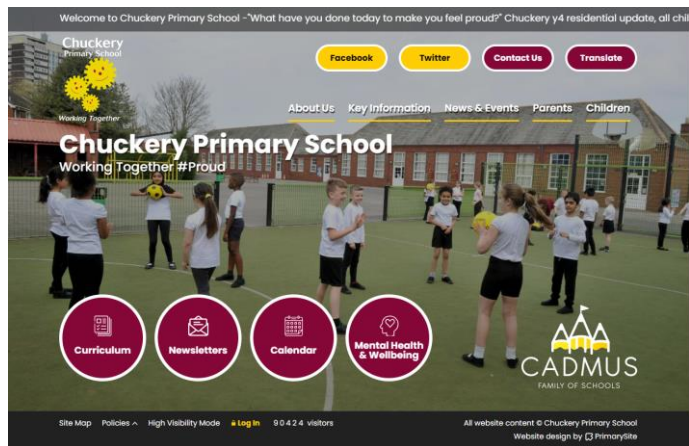 Welcome to Chuckery Primary School -"What have you done today to make you feel proud?" Chuckery y4 residential update, all chil
Chuckery
Primary School
Working Together
Facebook
Twitter
Contact Us
Translate
About Us
Key Information
News & Events
Parents
Children
Chuckery Primary School
Working Together #Proud
Curriculum
Newsletters
Calendar
Mental Health
& Wellbeing
CADMUS
FAMILY OF SCHOOLS
Site Map
Policies
High Visibility Mode
Log In
90424 visitors
All website content © Chuckery Primary School
Website design by PrimarySite